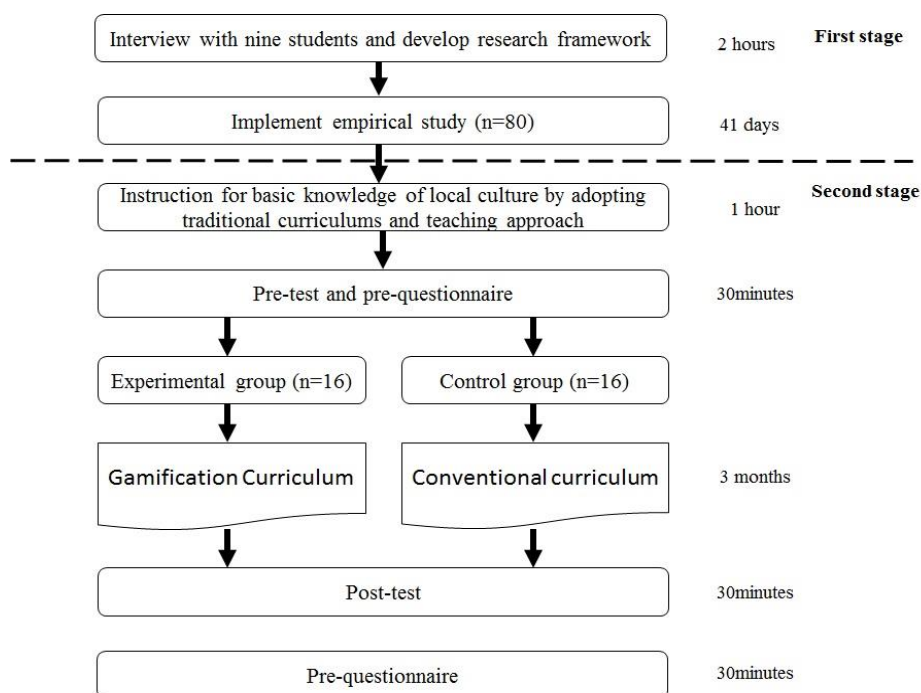 Interview with nine students and develop research framework
2 hours
First stage
Implement empirical study (n=80)
41 days
Second stage
Instruction for basic knowledge of local culture by adopting
traditional curriculums and teaching approach
1 hour
Pre-test and pre-questionnaire
30minutes
Experimental group (n=16)
Control group (n=16)
Gamification Curriculum
Conventional curriculum
3 months
Post-test
30minutes
Pre-questionnaire
30minutes